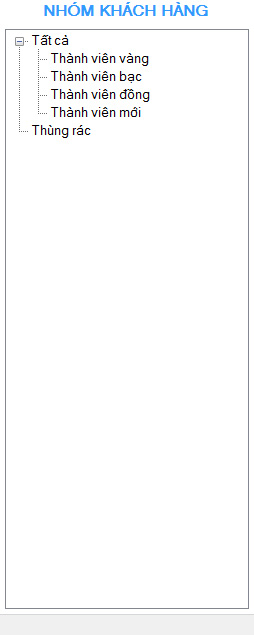 NHÓM KHÁCH HÀNG
Tất cả
Thành viên vàng
Thành viên bạc
Thành viên đồng
Thành viên mới
Thùng rác